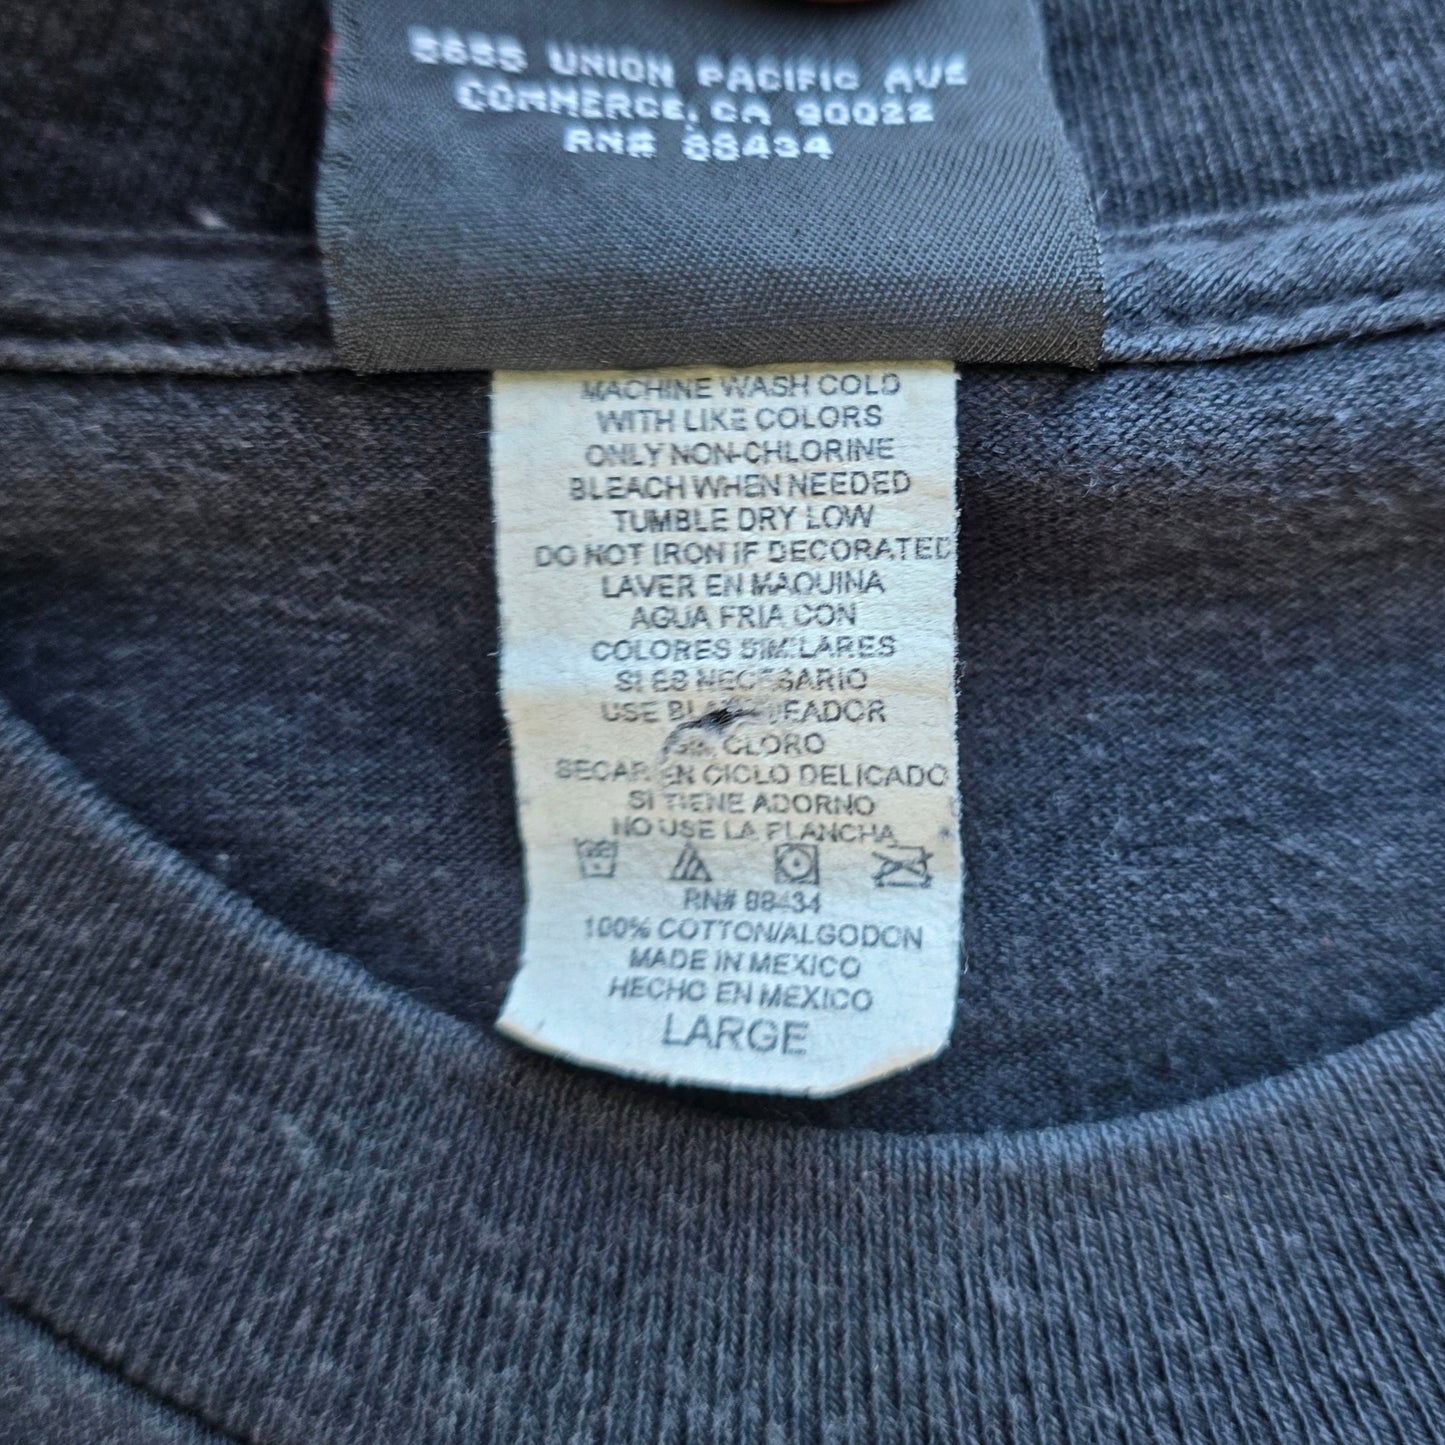 5655 UNION PACIFIC AVE
COMMERCE, CA 90022
RN# 88434
MACHINE WASH COLD
WITH LIKE COLORS
ONLY NON-CHLORINE
BLEACH WHEN NEEDED
TUMBLE DRY LOW
DO NOT IRON IF DECORATED
LAVER EN MAQUINA
AGUA FRIA CON
COLORES SIMILARES
SI ES NECESARIO
USE
SIN CLORO
SECAR EN CICLO DELICADO
SI TIENE ADORNO
NO USE LA PLANCHA
RN# 88434
100% COTTON/ALGODON
MADE IN MEXICO
HECHO EN MEXICO
LARGE